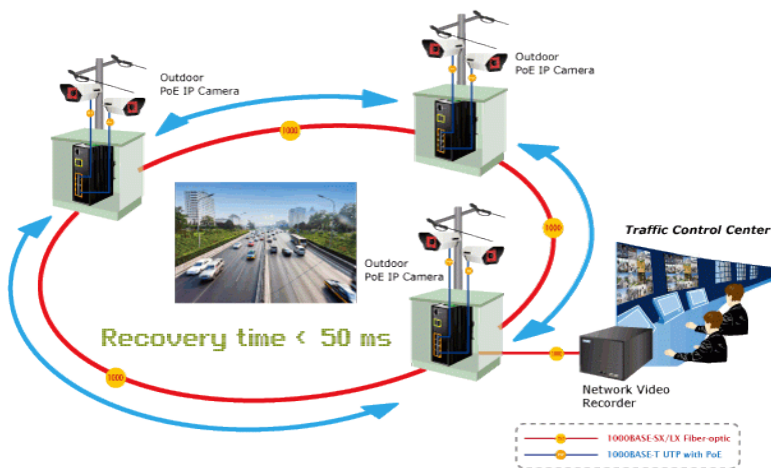 Outdoor
PoE IP Camera
Outdoor
PoE IP Camera
1000
1000
Traffic Control Center
Outdoor
PoE IP Camera
Recovery time < 50 ms
1000
Network Video
Recorder
1000BASE-SX/LX Fiber-optic
1000BASE-T UTP with PoE